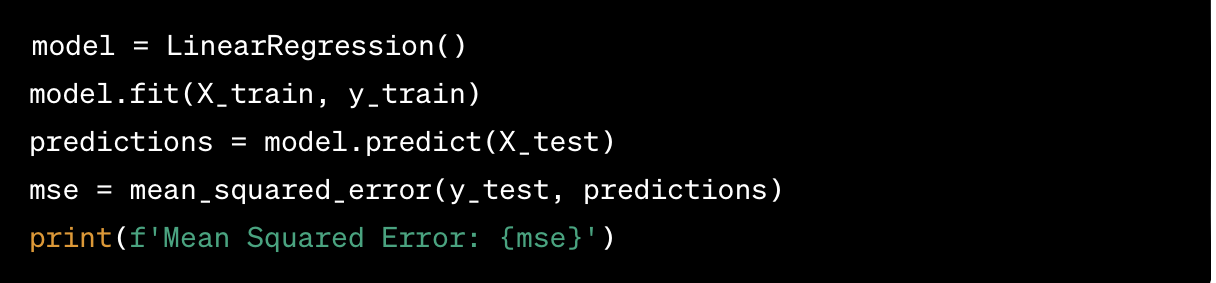 model = LinearRegression()
model.fit(X_train, y_train)
predictions = model.predict(X_test)
mse = mean_squared_error(y_test, predictions)
print(f'Mean Squared Error: {mse}')